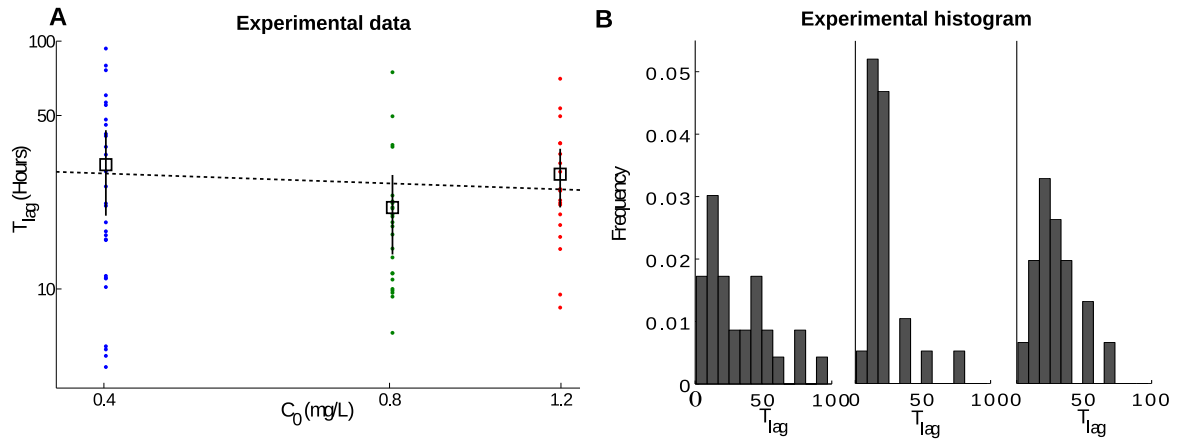 A
Experimental data
100
50
10
T_lag (Hours)
0.4
0.8
1.2
C_0 (mg/L)
B
Experimental histogram
0.05
0.04
0.03
0.02
0.01
0
Frequency
0 50 100
0 50 100
0 50 100
T_lag
T_lag
T_lag